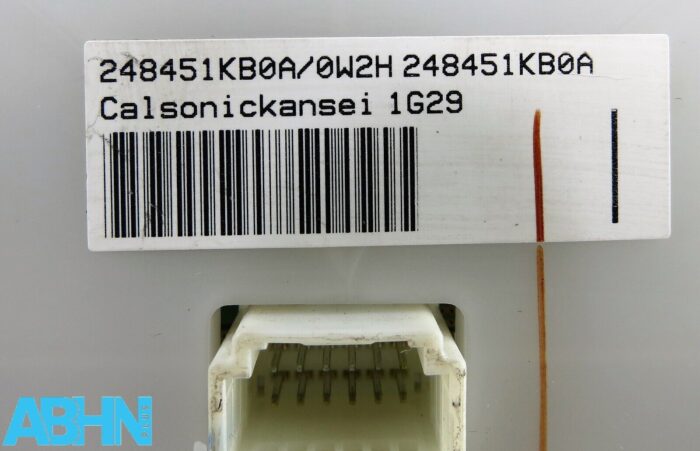 248451KB0A/0W2H 248451KB0A
Calsonickansei 1G29
ABHN